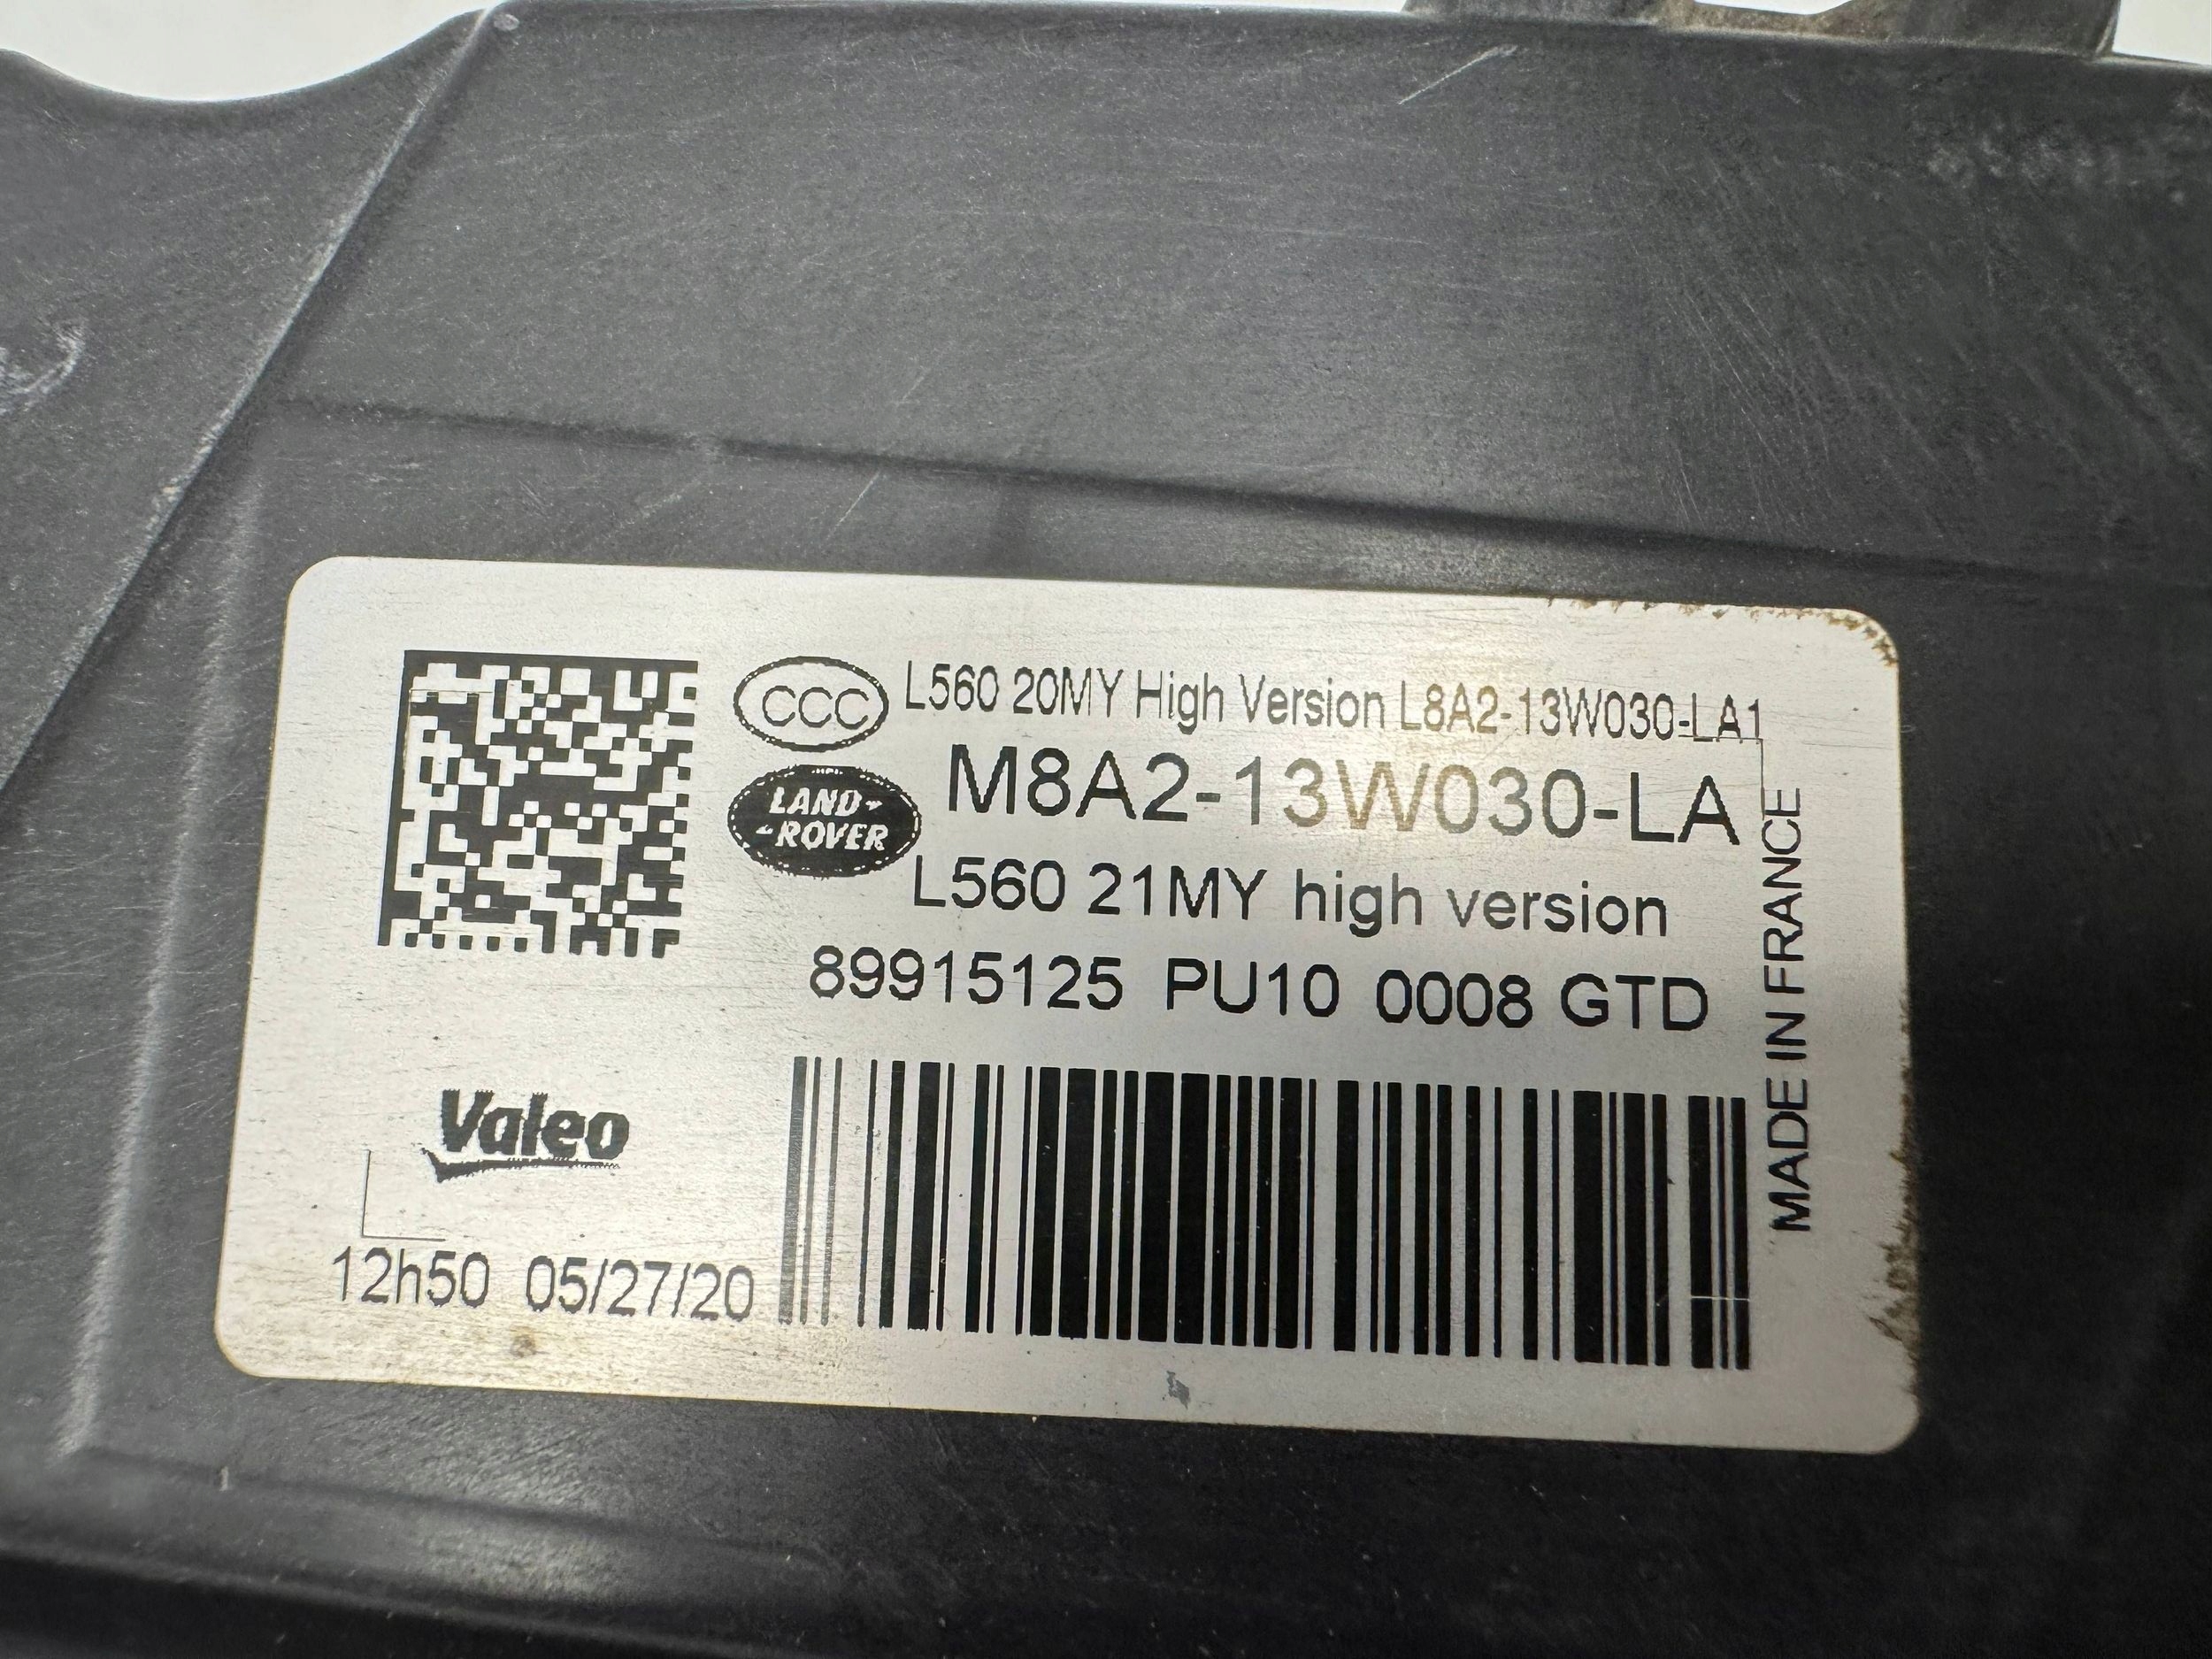 CCC L560 20MY High Version L8A2-13W030-LA1
LAND-
-ROVER
M8A2-13W030-LA
L560 21MY high version
89915125 PU10 0008 GTD
MADE IN FRANCE
Valeo
12h50 05/27/20